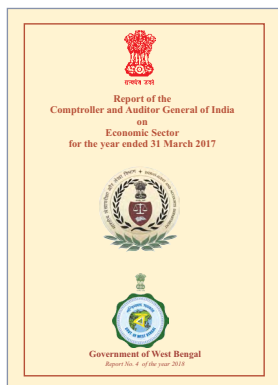 सत्यमेव जयते
Report of the
Comptroller and Auditor General of India
on
Economic Sector
for the year ended 31 March 2017
Government of West Bengal
Report No. 4 of the year 2018